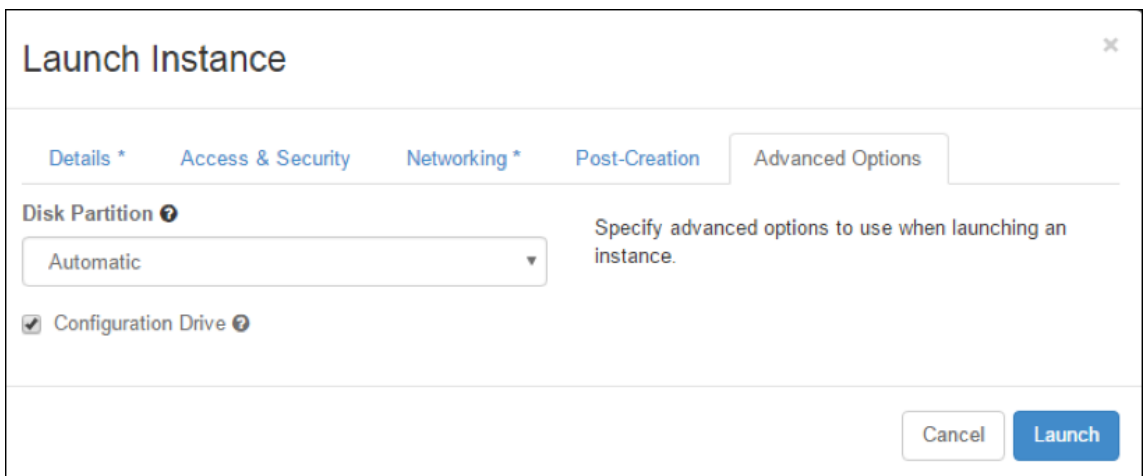 Launch Instance
×
Details * Access & Security Networking * Post-Creation Advanced Options
Disk Partition ?
Specify advanced options to use when launching an
instance.
Automatic
Configuration Drive ?
Cancel Launch